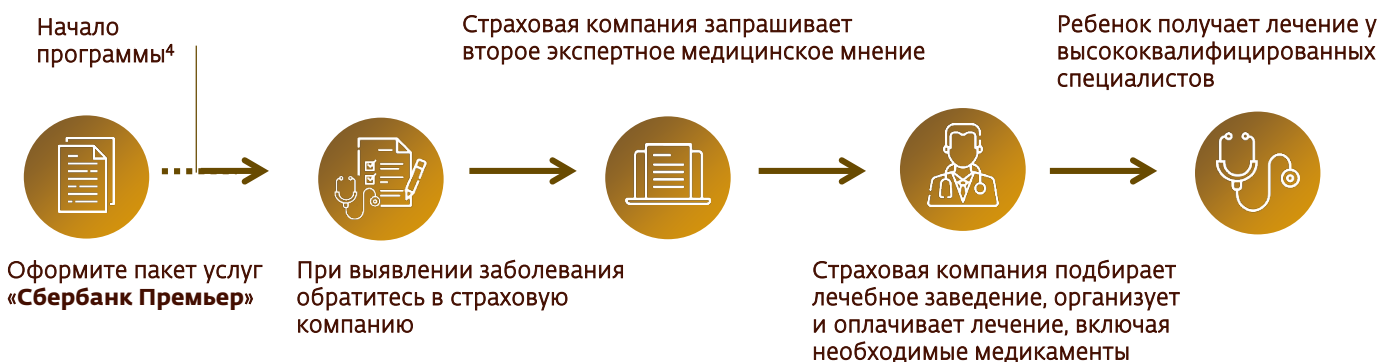 Начало
программы⁴
Оформите пакет услуг
«Сбербанк Премьер»
При выявлении заболевания
обратитесь в страховую
компанию
Страховая компания запрашивает
второе экспертное медицинское мнение
Страховая компания подбирает
лечебное заведение, организует
и оплачивает лечение, включая
необходимые медикаменты
Ребенок получает лечение у
высококвалифицированных
специалистов